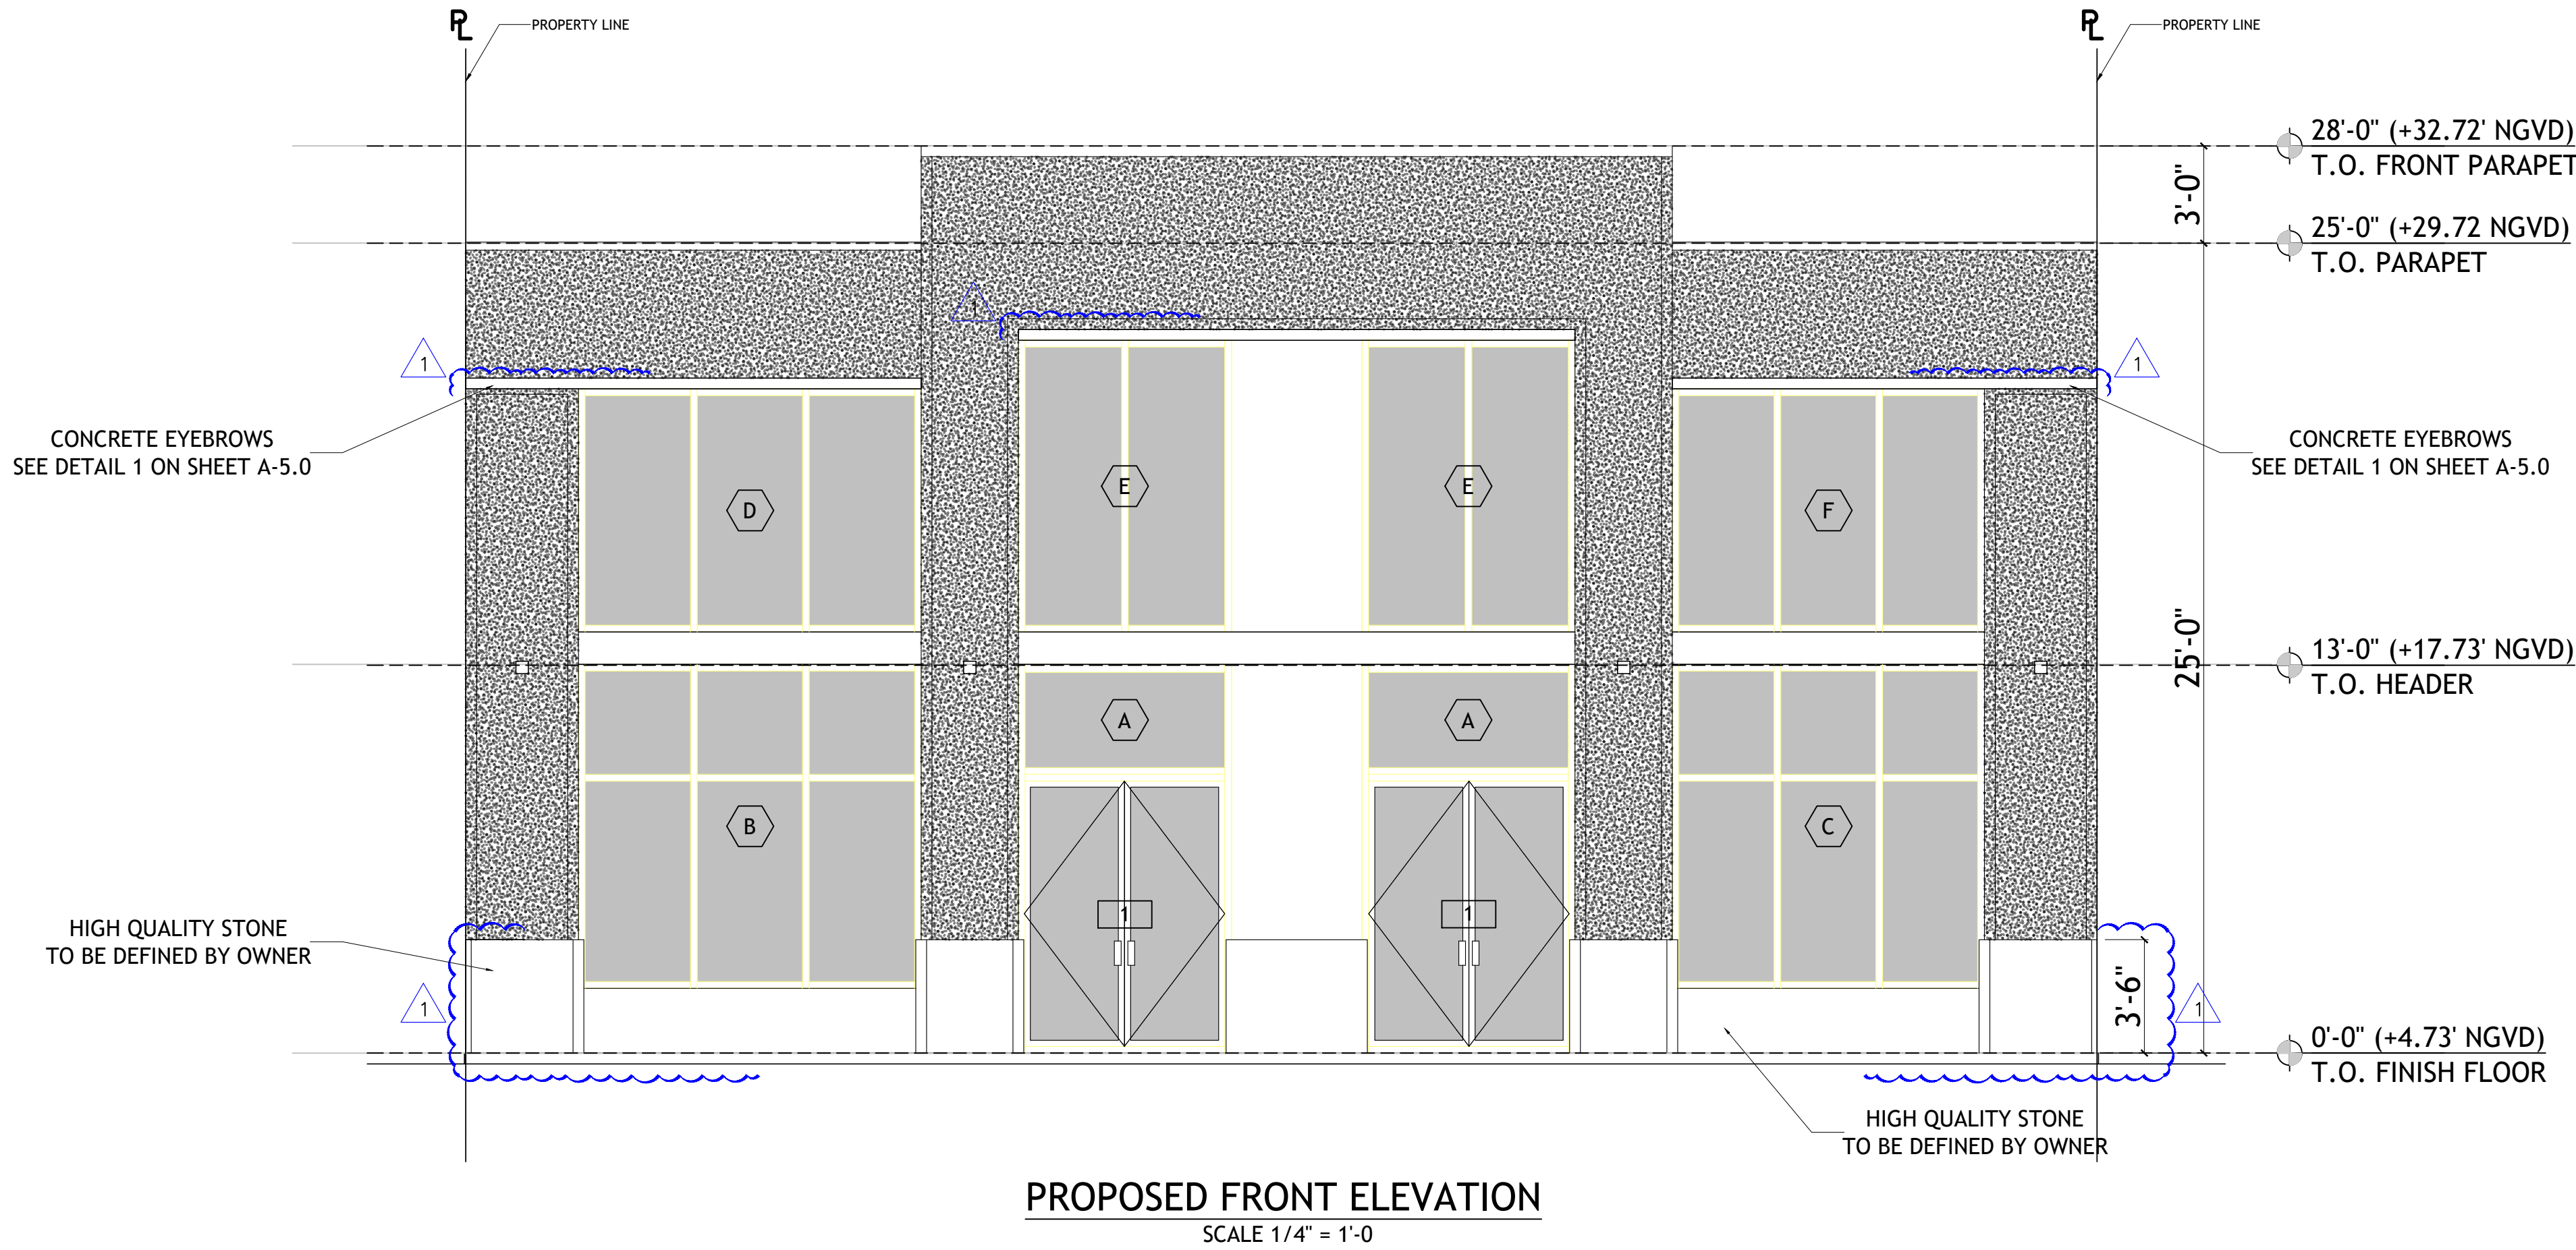 PL
PROPERTY LINE
PL
PROPERTY LINE
28'-0" (+32.72' NGVD)
T.O. FRONT PARAPET
3'-0"
25'-0" (+29.72 NGVD)
T.O. PARAPET
1
1
1
CONCRETE EYEBROWS
SEE DETAIL 1 ON SHEET A-5.0
CONCRETE EYEBROWS
SEE DETAIL 1 ON SHEET A-5.0
D
E
E
F
25'-0"
13'-0" (+17.73' NGVD)
T.O. HEADER
A
A
B
C
1
1
HIGH QUALITY STONE
TO BE DEFINED BY OWNER
1
3'-6"
1
0'-0" (+4.73' NGVD)
T.O. FINISH FLOOR
HIGH QUALITY STONE
TO BE DEFINED BY OWNER
PROPOSED FRONT ELEVATION
SCALE 1/4" = 1'-0